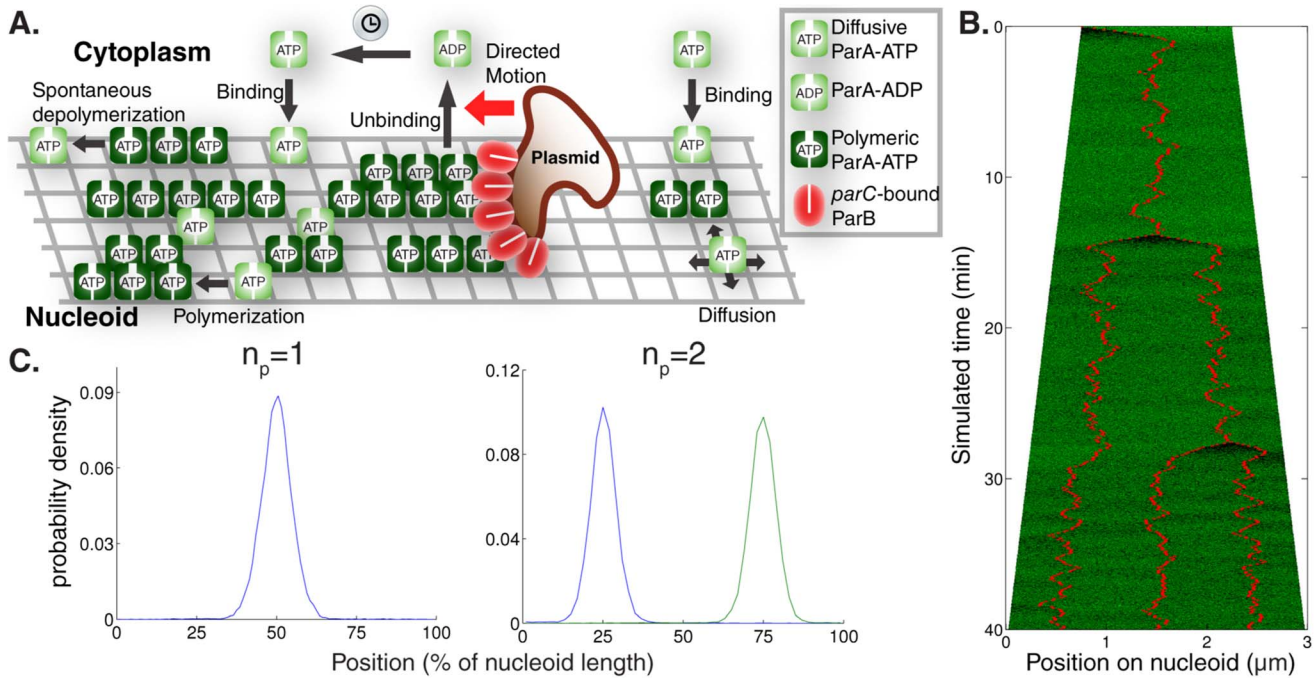 A.
Cytoplasm
Spontaneous
depolymerization
Binding
ATP
ADP
Unbinding
Directed
Motion
ATP
Binding
ATP ATP ATP ATP
ATP
ATP
ATP ATP ATP
ATP ATP ATP ATP ATP
ATP ATP ATP ATP
ATP ATP
ATP
ATP
ATP ATP
ATP ATP
ATP ATP ATP
ATP
ATP ATP ATP
Plasmid
Nucleoid
Polymerization
Diffusion
ATP
Diffusive
ParA-ATP
ADP
ParA-ADP
ATP
Polymeric
ParA-ATP
parC-bound
ParB
B.
Simulated time (min)
0
10
20
30
40
0 1 2 3
Position on nucleoid (μm)
C.
n_p=1
probability density
0.09
0.06
0.03
0
0 25 50 75 100
n_p=2
0.12
0.08
0.04
0
0 25 50 75 100
Position (% of nucleoid length)